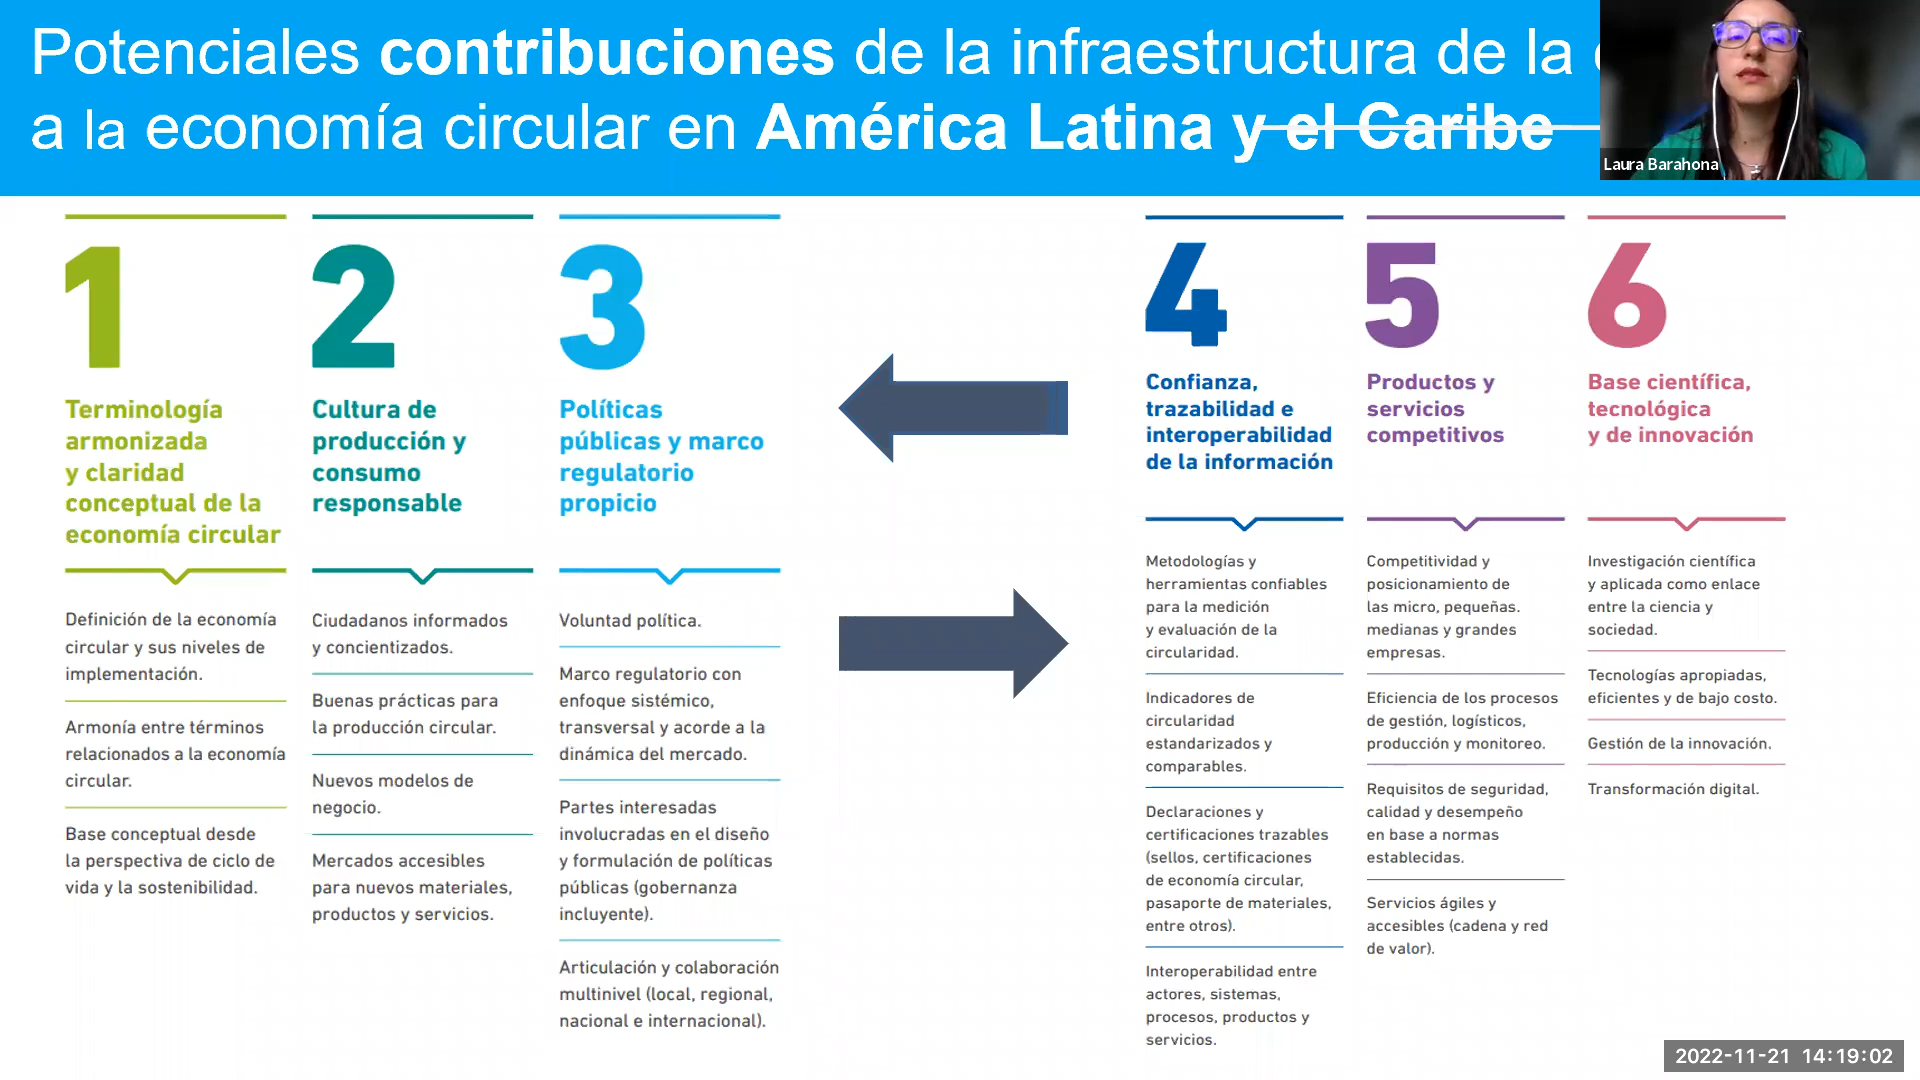 Potenciales contribuciones de la infraestructura de la
a la economía circular en América Latina y el Caribe
Laura Barahona
1
Terminología
armonizada
y claridad
conceptual de la
economía circular
Definición de la economía
circular y sus niveles de
implementación.
Armonía entre términos
relacionados a la economía
circular.
Base conceptual desde
la perspectiva de ciclo de
vida y la sostenibilidad.
2
Cultura de
producción y
consumo
responsable
Ciudadanos informados
y concientizados.
Buenas prácticas para
la producción circular.
Nuevos modelos de
negocio.
Mercados accesibles
para nuevos materiales,
productos y servicios.
3
Políticas
públicas y marco
regulatorio
propicio
Voluntad política.
Marco regulatorio con
enfoque sistémico,
transversal y acorde a la
dinámica del mercado.
Partes interesadas
involucradas en el diseño
y formulación de políticas
públicas (gobernanza
incluyente).
Articulación y colaboración
multinivel (local, regional,
nacional e internacional).
4
Confianza,
trazabilidad e
interoperabilidad
de la información
Metodologías y
herramientas confiables
para la medición
y evaluación de la
circularidad.
Indicadores de
circularidad
estandarizados y
comparables.
Declaraciones y
certificaciones trazables
(sellos, certificaciones
de economía circular,
pasaporte de materiales,
entre otros).
Interoperabilidad entre
actores, sistemas,
procesos, productos y
servicios.
5
Productos y
servicios
competitivos
Competitividad y
posicionamiento de
las micro, pequeñas.
medianas y grandes
empresas.
Eficiencia de los procesos
de gestión, logísticos,
producción y monitoreo.
Requisitos de seguridad,
calidad y desempeño
en base a normas
establecidas.
Servicios ágiles y
accesibles (cadena y red
de valor).
6
Base científica,
tecnológica
y de innovación
Investigación científica
y aplicada como enlace
entre la ciencia y
sociedad.
Tecnologías apropiadas,
eficientes y de bajo costo.
Gestión de la innovación.
Transformación digital.
2022-11-21 14:19:02